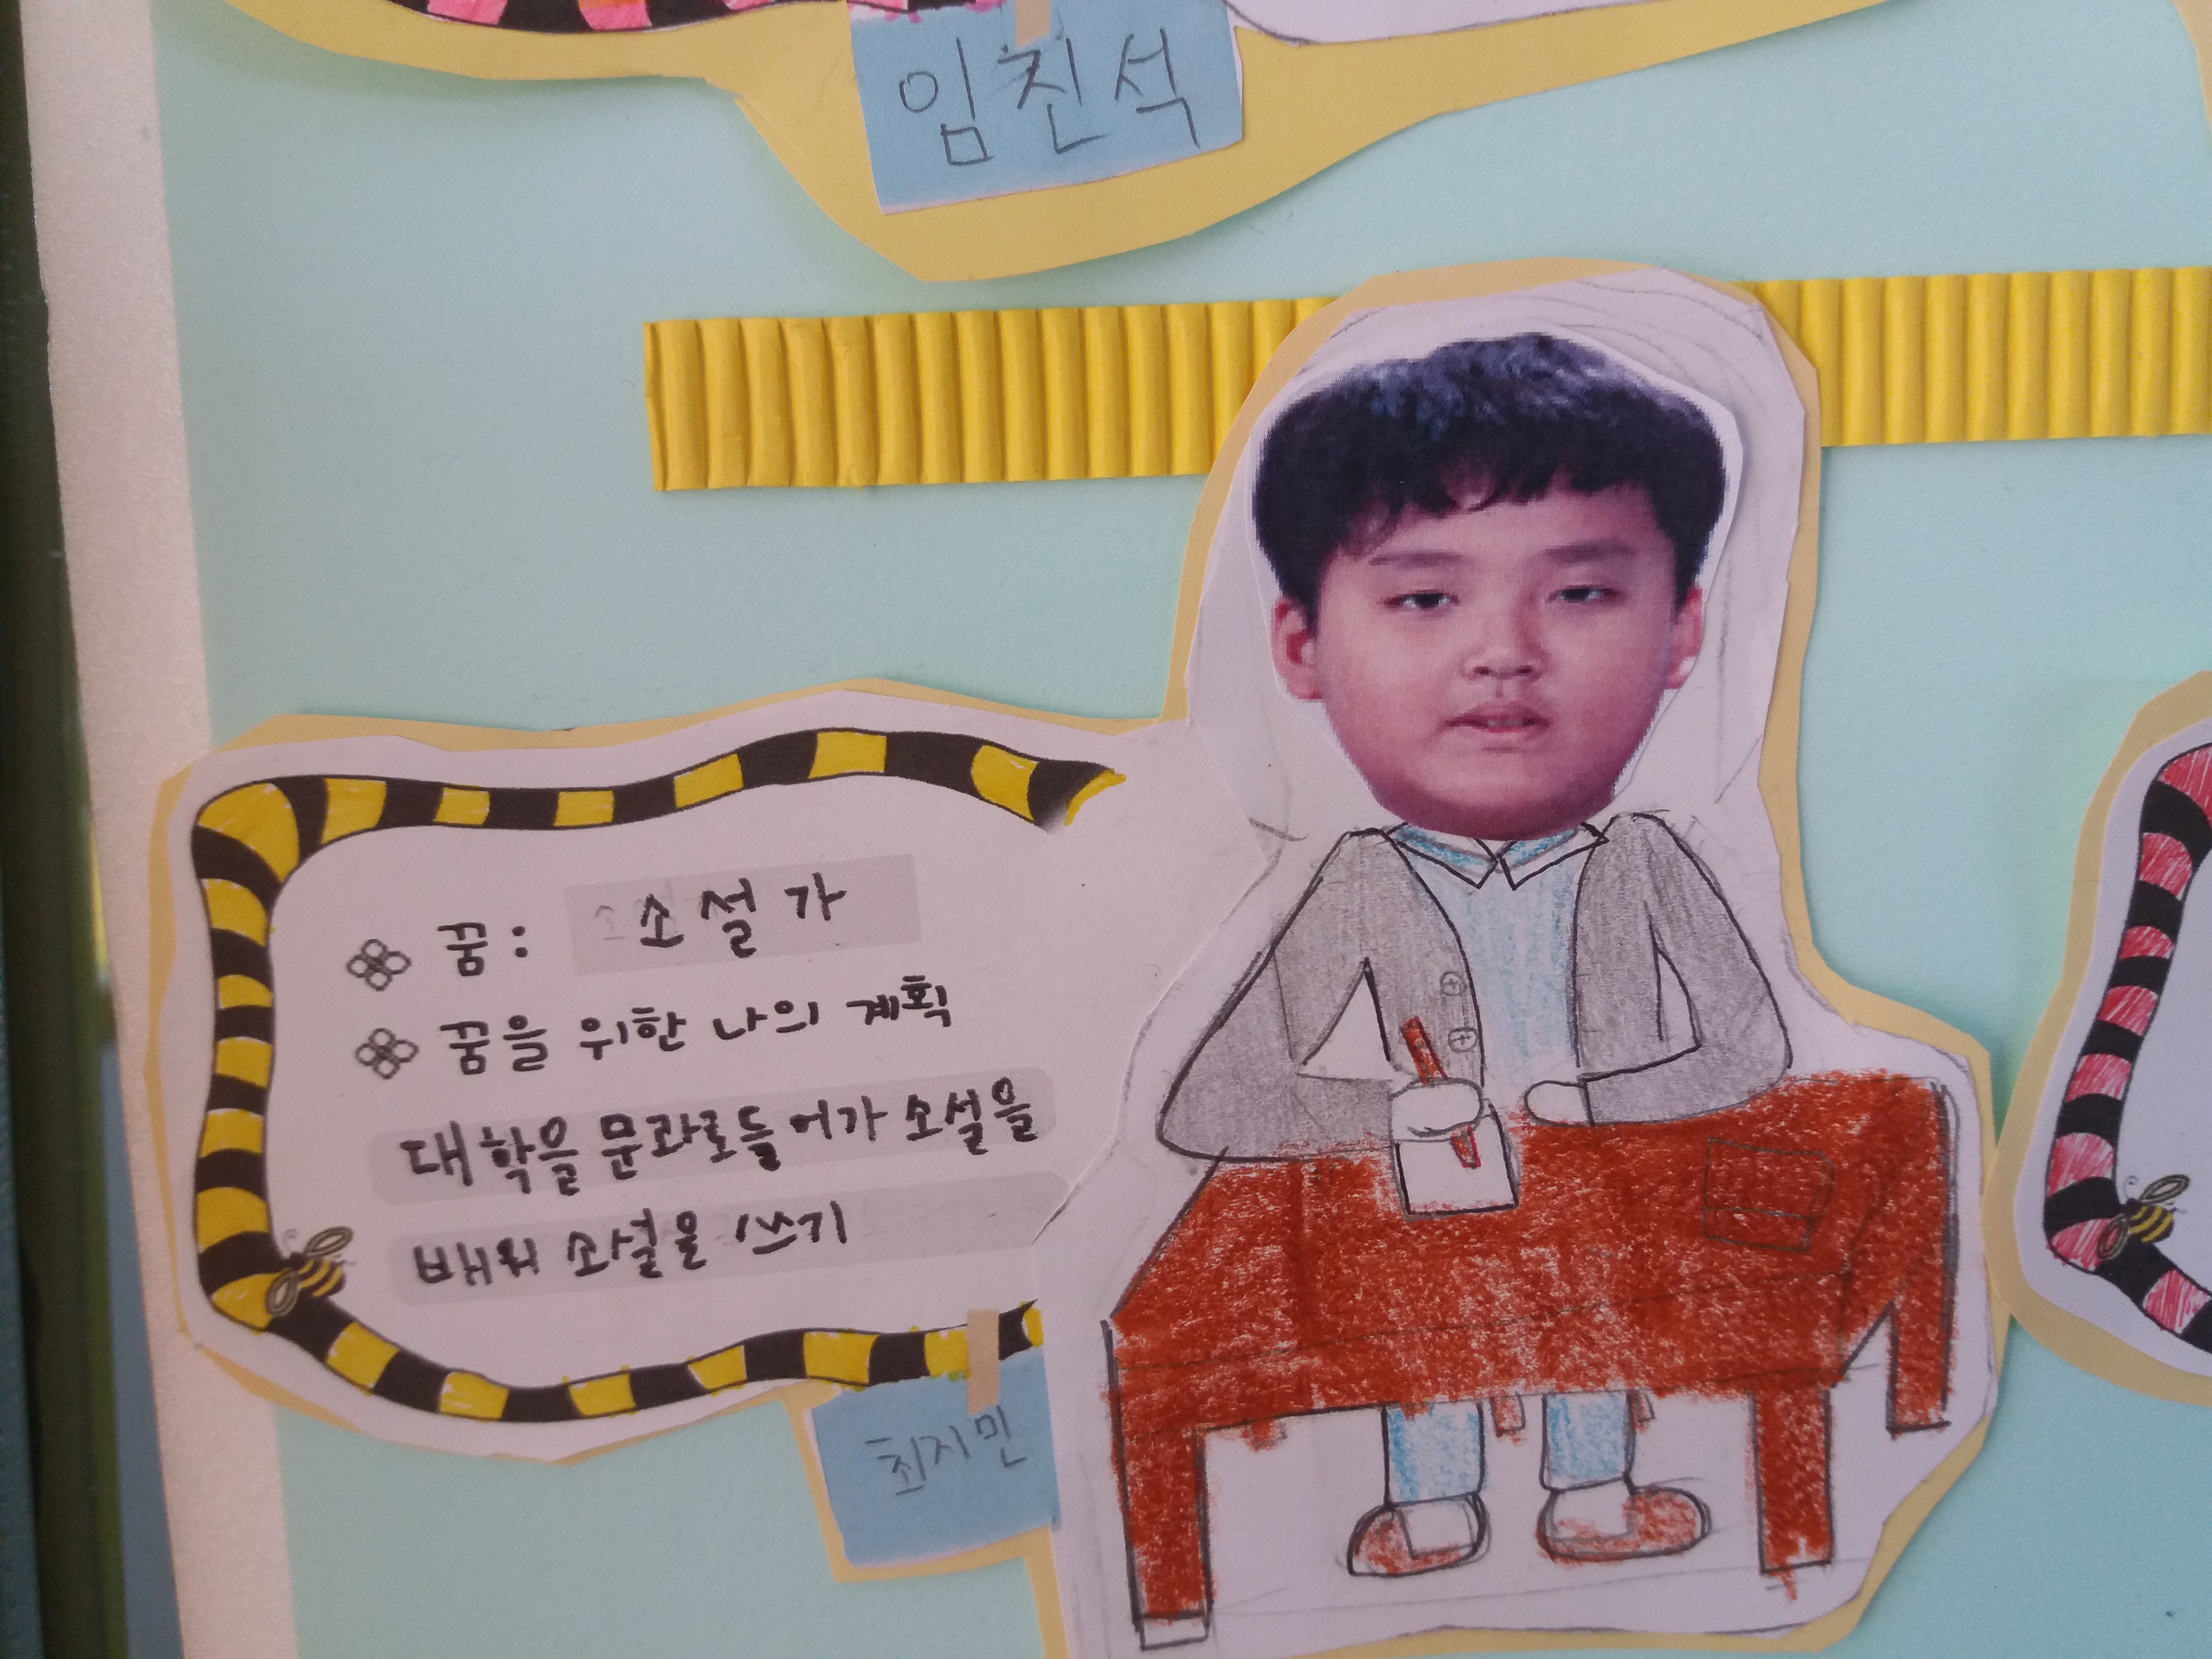 임진석
꿈: 소설가
꿈을 위한 나의 계획
대학을 문과로들어가 소설을
배워 소설을 쓰기
최지민